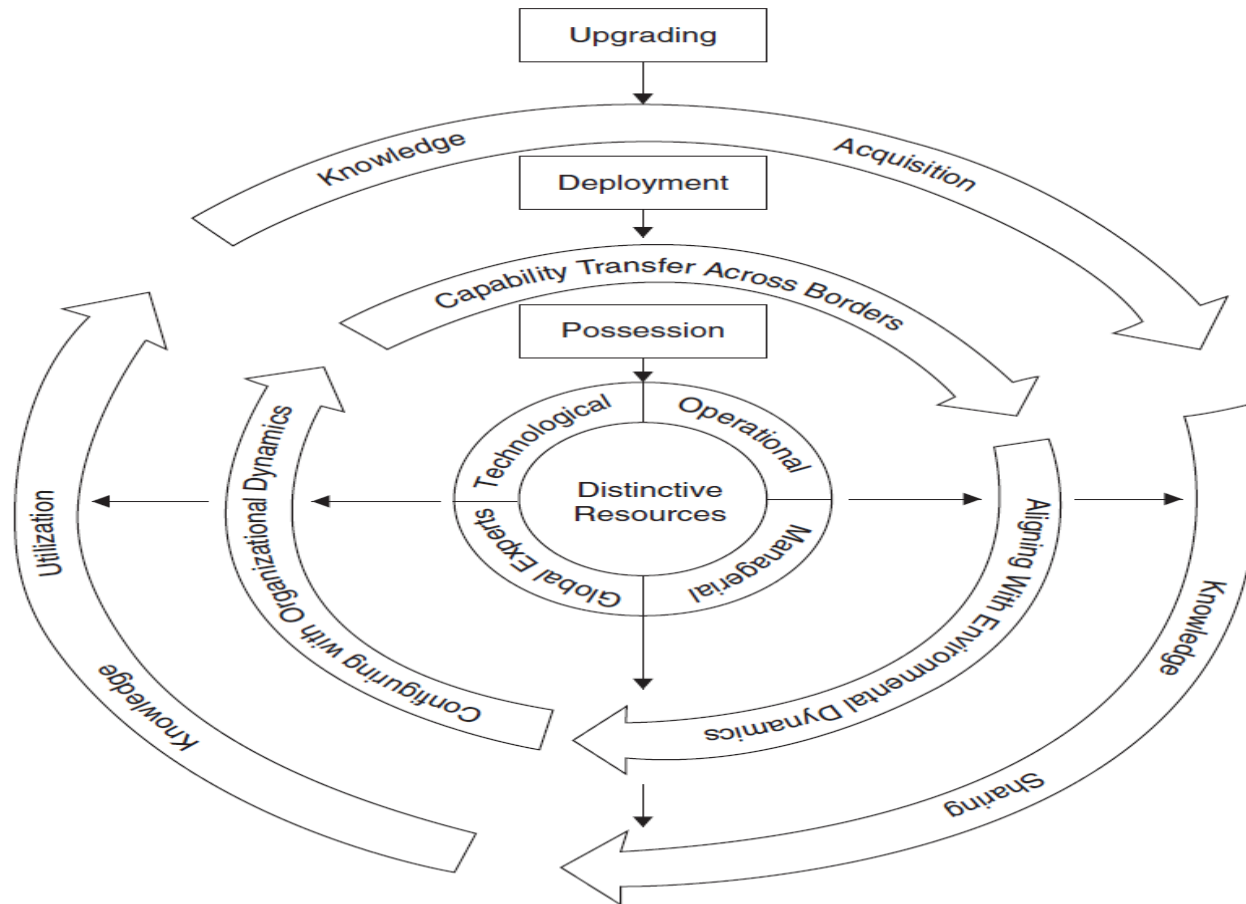 Upgrading
Knowledge Acquisition
Deployment
Capability Transfer Across Borders
Possession
Technological
Operational
Distinctive
Resources
Global Experts
Managerial
Aligning With Environmental Dynamics
Configuring with Organizational Dynamics
Knowledge Sharing
Knowledge Utilization